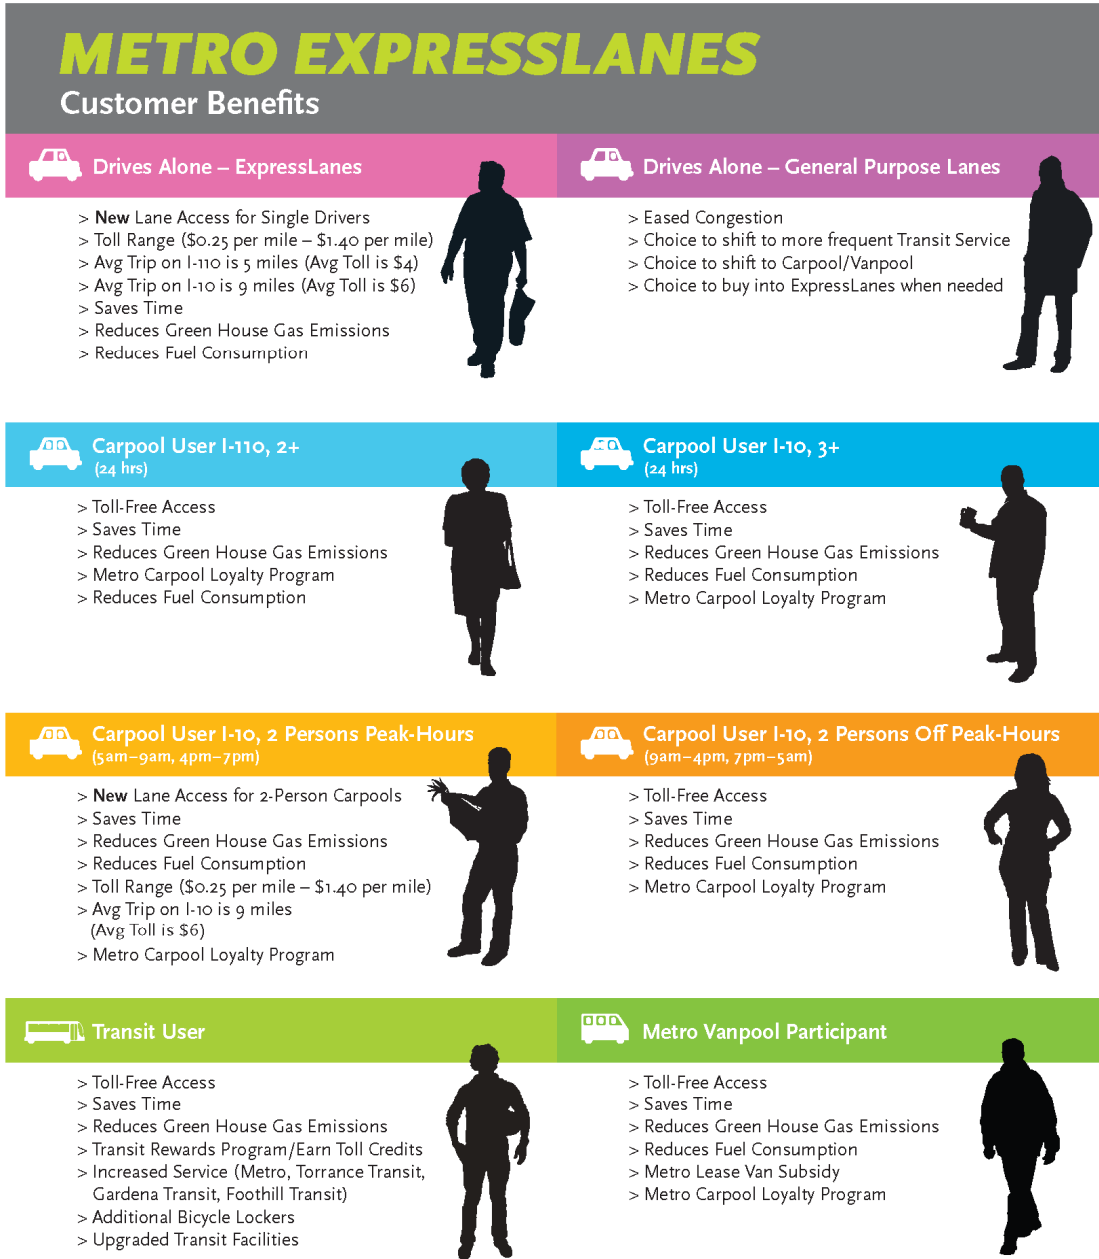 METRO EXPRESSLANES
Customer Benefits
Drives Alone – ExpressLanes
> New Lane Access for Single Drivers
> Toll Range ($0.25 per mile – $1.40 per mile)
> Avg Trip on I-110 is 5 miles (Avg Toll is $4)
> Avg Trip on I-10 is 9 miles (Avg Toll is $6)
> Saves Time
> Reduces Green House Gas Emissions
> Reduces Fuel Consumption
Drives Alone – General Purpose Lanes
> Eased Congestion
> Choice to shift to more frequent Transit Service
> Choice to shift to Carpool/Vanpool
> Choice to buy into ExpressLanes when needed
Carpool User I-110, 2+
(24 hrs)
> Toll-Free Access
> Saves Time
> Reduces Green House Gas Emissions
> Metro Carpool Loyalty Program
> Reduces Fuel Consumption
Carpool User I-10, 3+
(24 hrs)
> Toll-Free Access
> Saves Time
> Reduces Green House Gas Emissions
> Reduces Fuel Consumption
> Metro Carpool Loyalty Program
Carpool User I-10, 2 Persons Peak-Hours
(5am–9am, 4pm–7pm)
> New Lane Access for 2-Person Carpools
> Saves Time
> Reduces Green House Gas Emissions
> Reduces Fuel Consumption
> Toll Range ($0.25 per mile – $1.40 per mile)
> Avg Trip on I-10 is 9 miles
(Avg Toll is $6)
> Metro Carpool Loyalty Program
Carpool User I-10, 2 Persons Off Peak-Hours
(9am–4pm, 7pm–5am)
> Toll-Free Access
> Saves Time
> Reduces Green House Gas Emissions
> Reduces Fuel Consumption
> Metro Carpool Loyalty Program
Transit User
> Toll-Free Access
> Saves Time
> Reduces Green House Gas Emissions
> Transit Rewards Program/Earn Toll Credits
> Increased Service (Metro, Torrance Transit,
Gardena Transit, Foothill Transit)
> Additional Bicycle Lockers
> Upgraded Transit Facilities
Metro Vanpool Participant
> Toll-Free Access
> Saves Time
> Reduces Green House Gas Emissions
> Reduces Fuel Consumption
> Metro Lease Van Subsidy
> Metro Carpool Loyalty Program